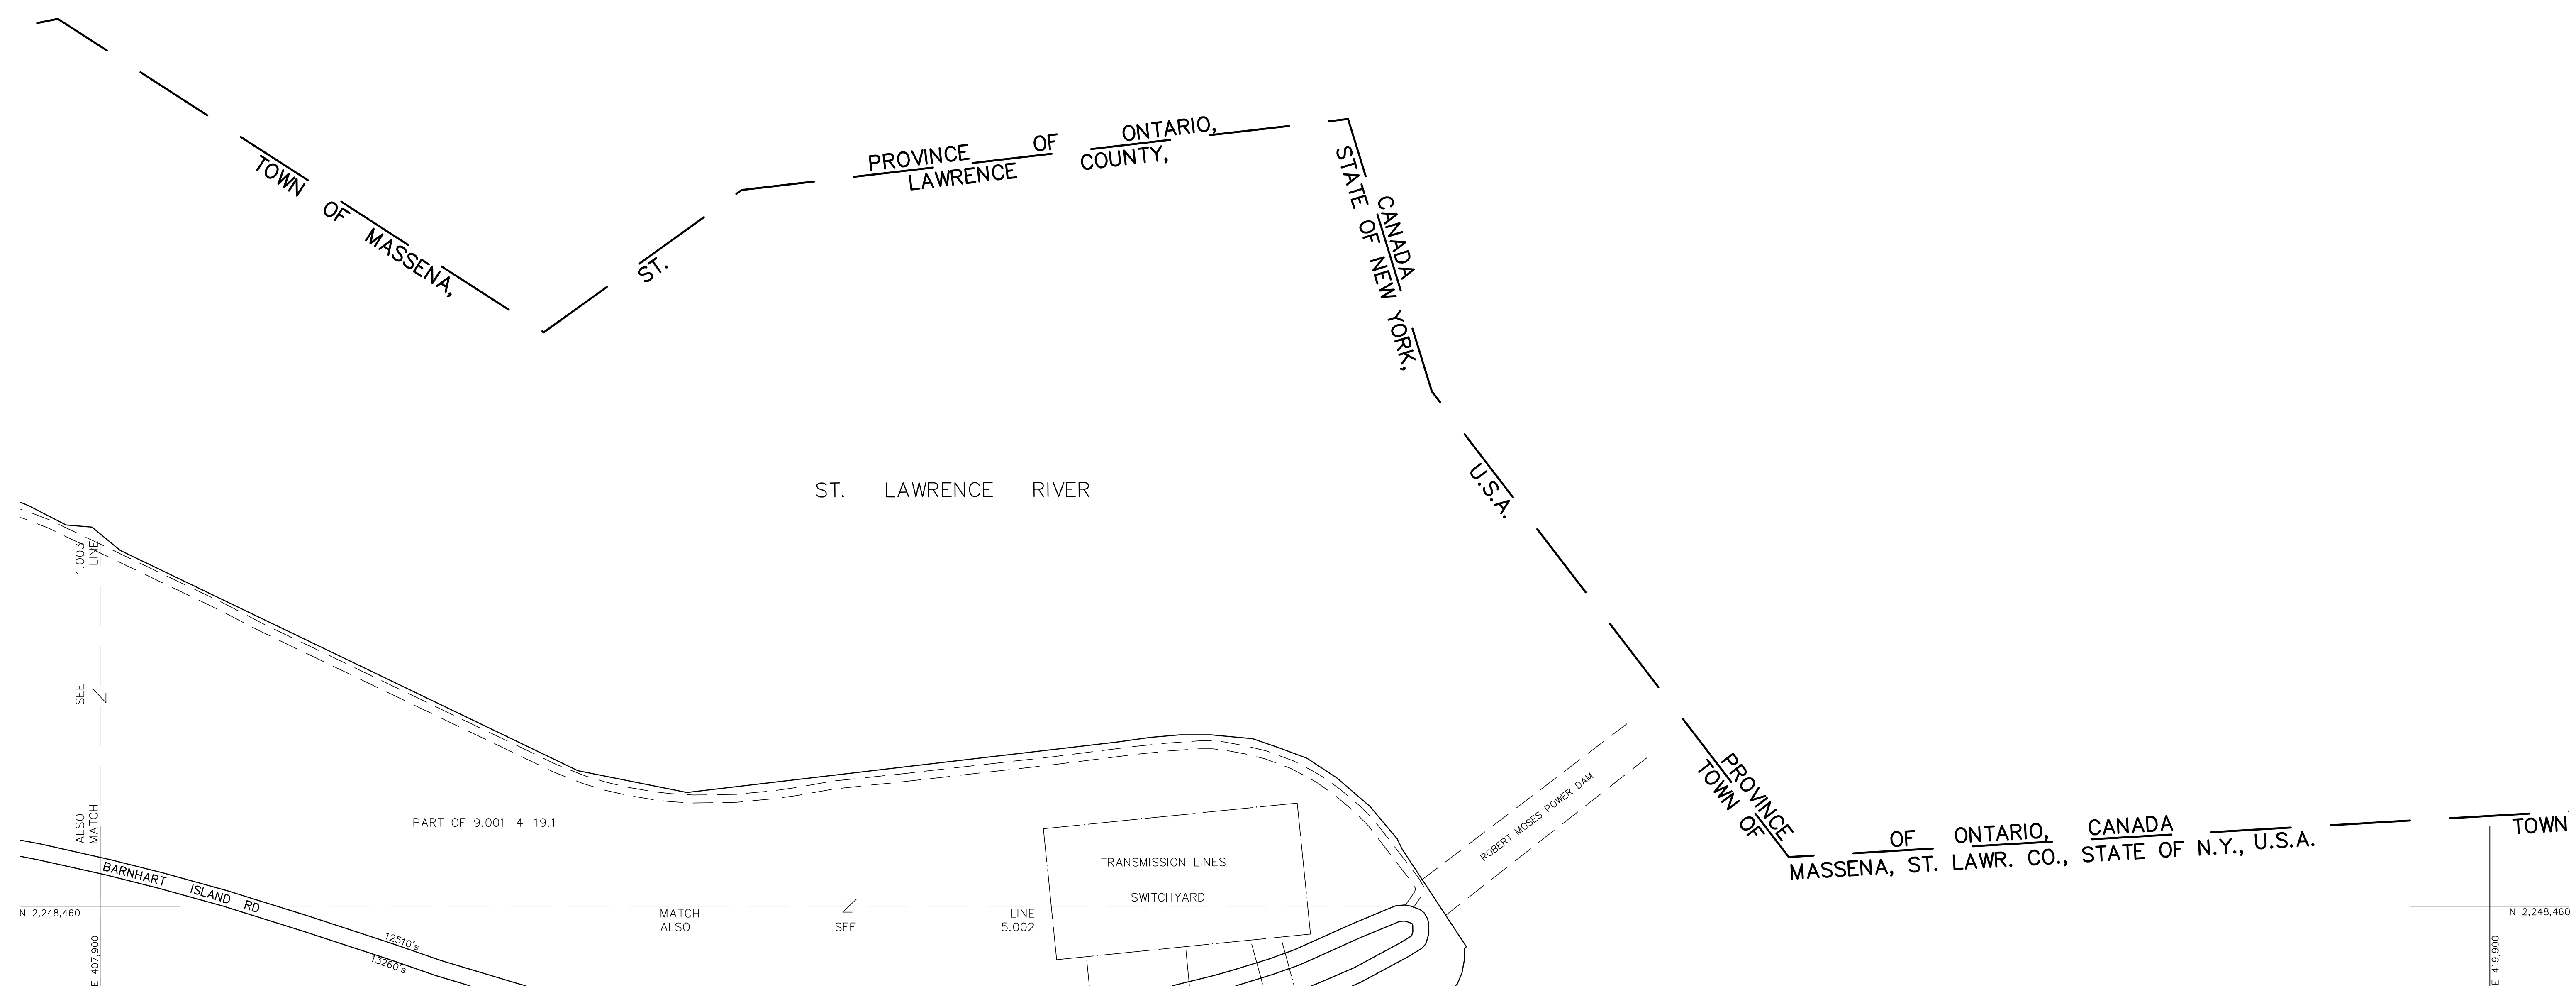 PROVINCE OF ONTARIO, CANADA
TOWN OF MASSENA, ST. LAWRENCE COUNTY, STATE OF NEW YORK, U.S.A.
ST. LAWRENCE RIVER
1.003
LINE
SEE
ALSO
MATCH
PROVINCE OF ONTARIO, CANADA
TOWN OF MASSENA, ST. LAWR. CO., STATE OF N.Y., U.S.A.
TOWN
ROBERT MOSES POWER DAM
PART OF 9.001-4-19.1
TRANSMISSION LINES
SWITCHYARD
BARNHART ISLAND RD
MATCH LINE
ALSO SEE 5.002
N 2,248,460
N 2,248,460
12510's
13260's
E 407,900
E 419,900